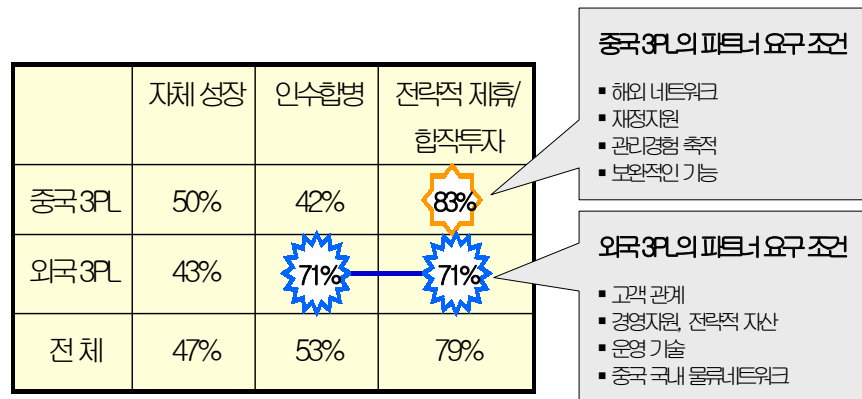 자체 성장 인수합병 전략적 제휴/
합작투자
중국 3PL 50% 42% 83%
외국 3PL 43% 71% 71%
전 체 47% 53% 79%
중국 3PL의 파트너 요구 조건
▪ 해외 네트워크
▪ 재정지원
▪ 관리경험 축적
▪ 보완적인 기능
외국 3PL의 파트너 요구 조건
▪ 고객 관계
▪ 경영지원, 전략적 자산
▪ 운영 기술
▪ 중국 국내 물류네트워크